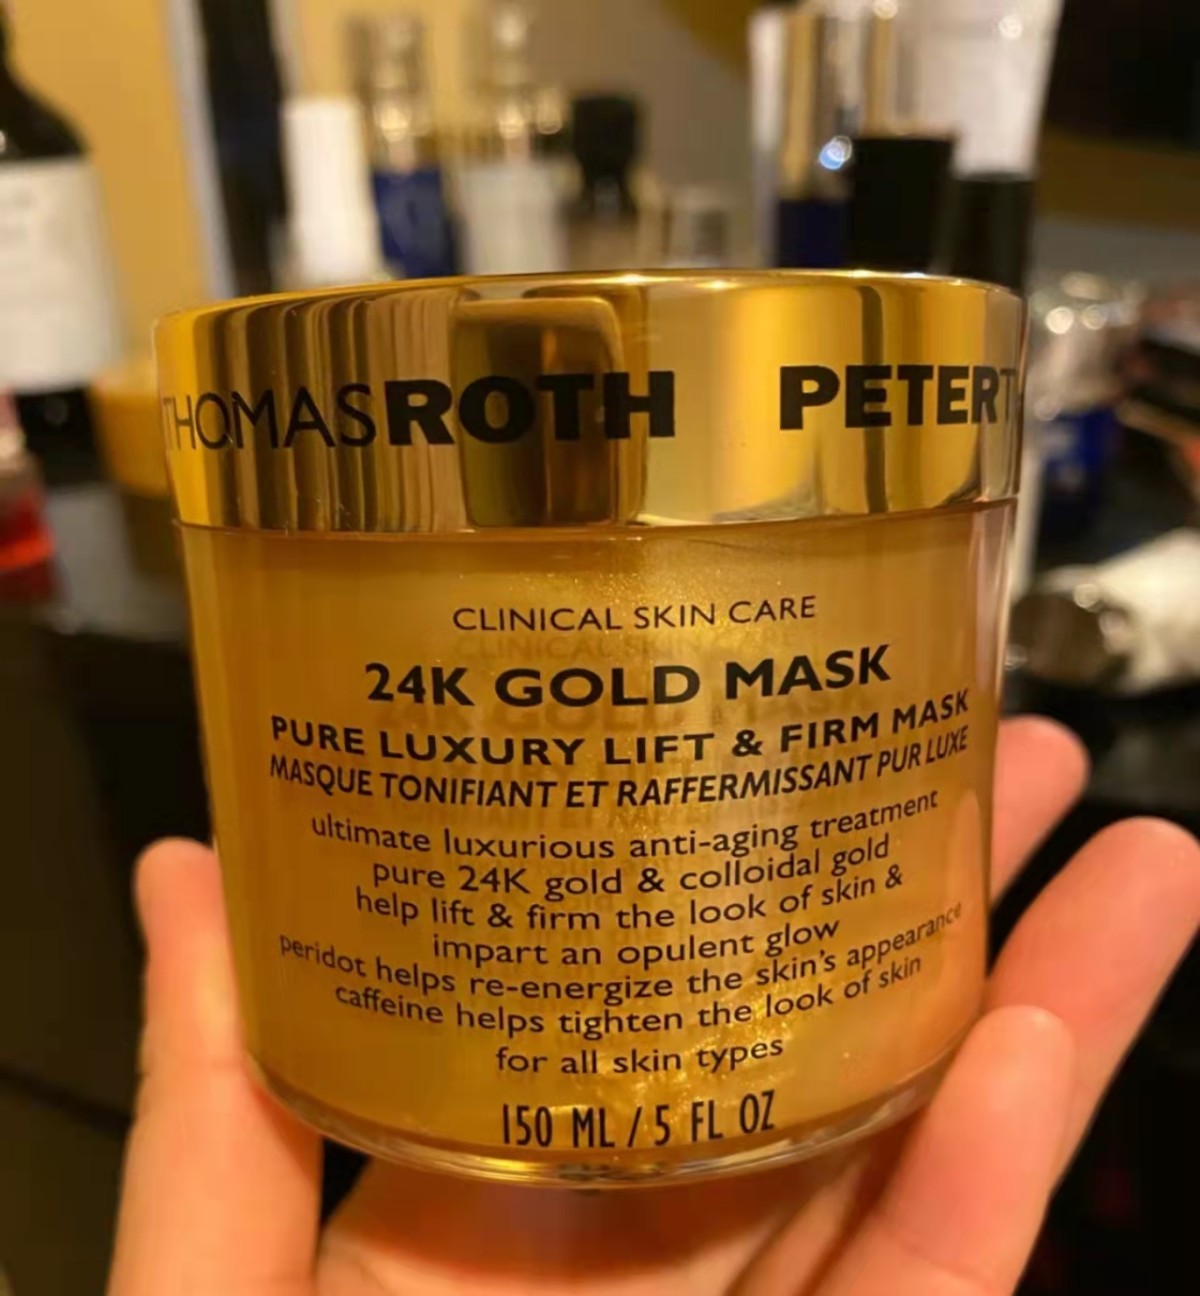 THOMASROTH PETERT
CLINICAL SKIN CARE
24K GOLD MASK
PURE LUXURY LIFT & FIRM MASK
MASQUE TONIFIANT ET RAFFERMISSANT PUR LUXE
ultimate luxurious anti-aging treatment
pure 24K gold & colloidal gold
help lift & firm the look of skin &
impart an opulent glow
peridot helps re-energize the skin's appearance
caffeine helps tighten the look of skin
for all skin types
150 ML / 5 FL OZ